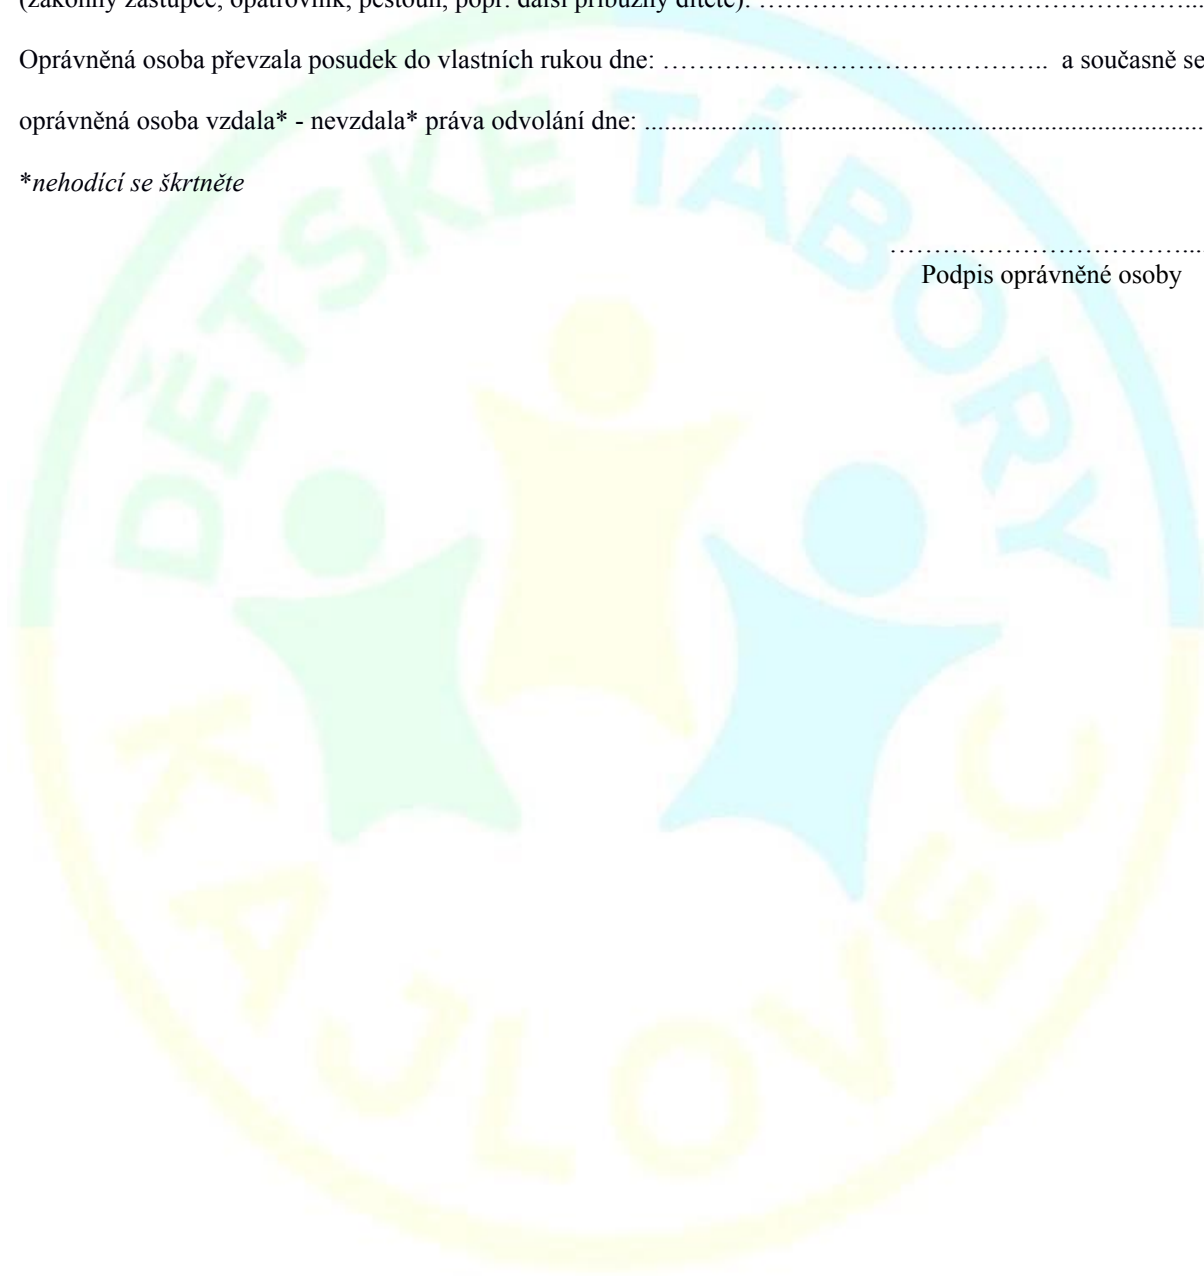 (zákonný zástupce, opatrovník, pěstoun, popř. další příbuzný dítěte): ……………………………………………...
Oprávněná osoba převzala posudek do vlastních rukou dne: …………………………………….. a současně se
oprávněná osoba vzdala* - nevzdala* práva odvolání dne: .....................................................................................
*nehodící se škrtněte
……………………………...
Podpis oprávněné osoby
DĚTSKÉ TÁBORY
KAJLOVEC